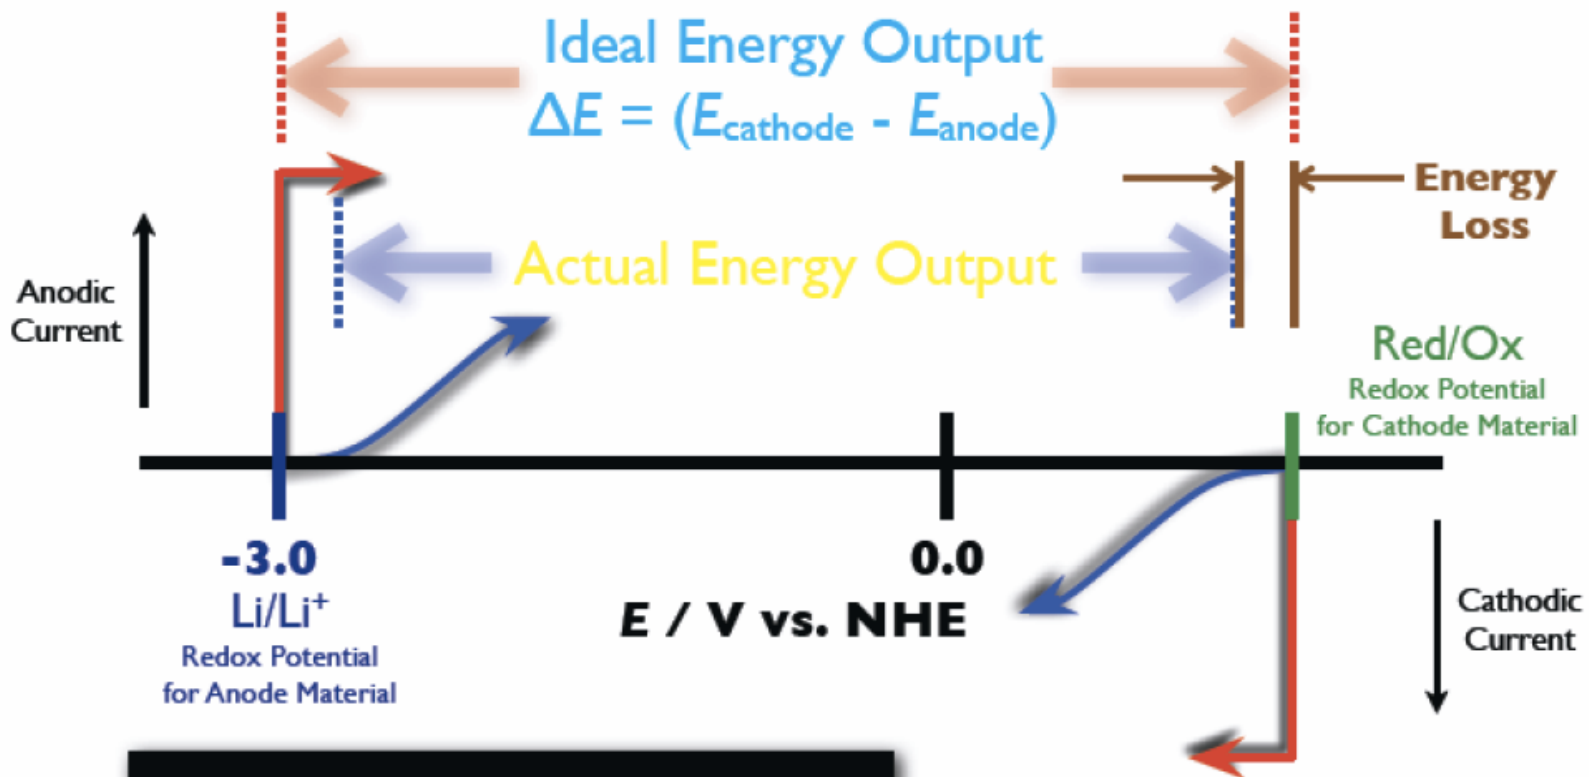 Ideal Energy Output
ΔE = (Ecathode - Eanode)
Energy
Loss
Actual Energy Output
Anodic
Current
Red/Ox
Redox Potential
for Cathode Material
-3.0
Li/Li⁺
Redox Potential
for Anode Material
0.0
E / V vs. NHE
Cathodic
Current